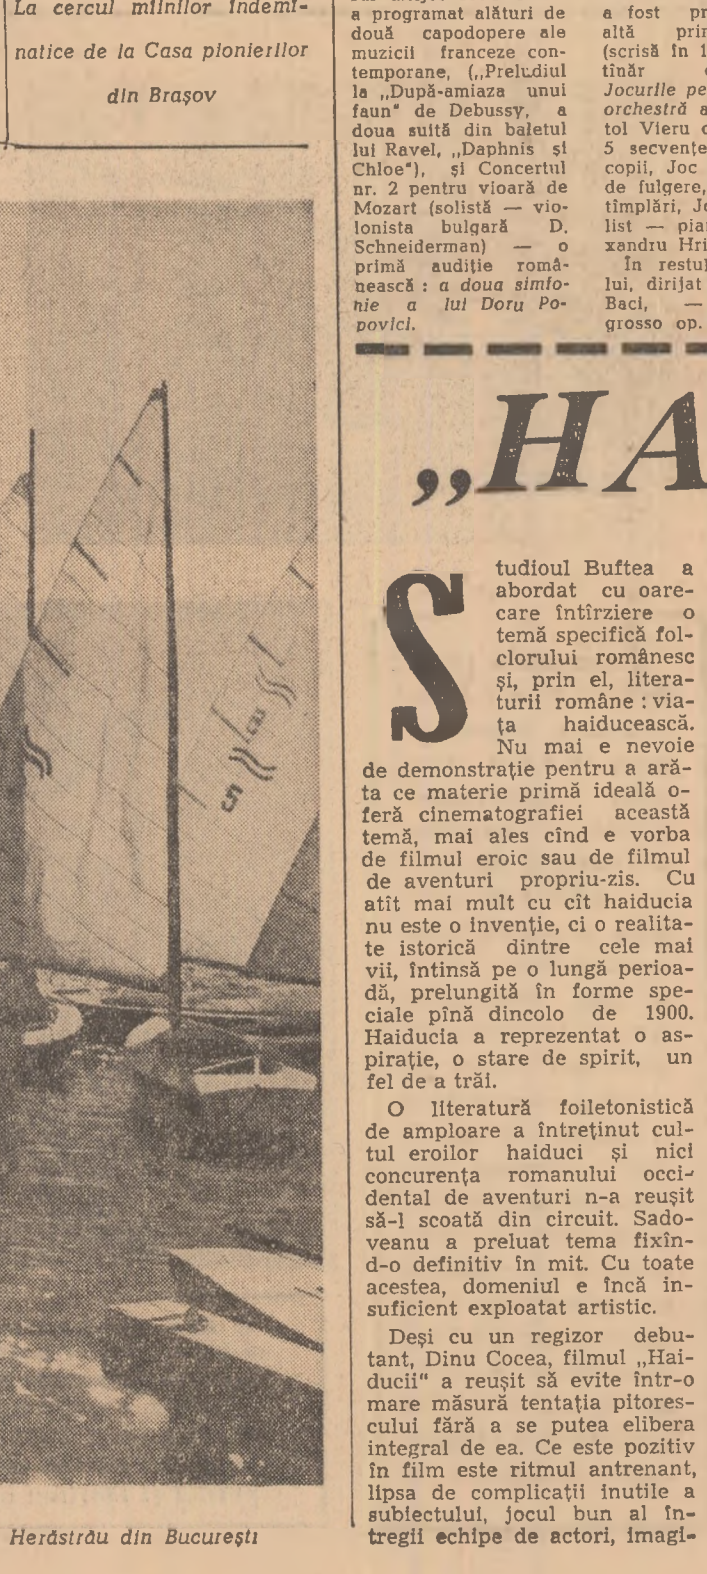 La cercul mîinilor îndemî-
natice de la Casa pionierilor
din Brașov
a programat alături de
două capodopere ale
muzicii franceze con-
temporane, („Preludiul
la „După-amiaza unui
faun" de Debussy, a
doua suită din baletul
lui Ravel, „Daphnis și
Chloe"), și Concertul
nr. 2 pentru vioară de
Mozart (solistă — vio-
lonista bulgară D.
Schneiderman) — o
primă audiție româ-
nească : a doua simfo-
nie a lui Doru Po-
povici.
a fost
altă
(scrisă în
tînăr
Jocurile
orchestră
tol Vieru
5 secvențe
copii, Joc
de fulgere,
tîmplări,
list —
xandru
În
lui, dirijat
Baci, —
grosso op.
„HA
Studioul Buftea a
abordat cu oare-
care întîrziere o
temă specifică fol-
clorului românesc
și, prin el, litera-
turii române : via-
ța haiducească.
Nu mai e nevoie
de demonstrație pentru a ară-
ta ce materie primă ideală o-
feră cinematografiei această
temă, mai ales cînd e vorba
de filmul eroic sau de filmul
de aventuri propriu-zis. Cu
atît mai mult cu cît haiducia
nu este o invenție, ci o realita-
te istorică dintre cele mai
vii, întinsă pe o lungă perioa-
dă, prelungită în forme spe-
ciale pînă dincolo de 1900.
Haiducia a reprezentat o as-
pirație, o stare de spirit, un
fel de a trăi.
O literatură foiletonistică
de amploare a întreținut cul-
tul eroilor haiduci și nici
concurența romanului occi-
dental de aventuri n-a reușit
să-l scoată din circuit. Sado-
veanu a preluat tema fixîn-
d-o definitiv în mit. Cu toate
acestea, domeniul e încă in-
suficient exploatat artistic.
Deși cu un regizor debu-
tant, Dinu Cocea, filmul „Hai-
ducii" a reușit să evite într-o
mare măsură tentația pitores-
cului fără a se putea elibera
integral de ea. Ce este pozitiv
în film este ritmul antrenant,
lipsa de complicații inutile a
subiectului, jocul bun al în-
tregii echipe de actori, imagi-
Herăstrău din București